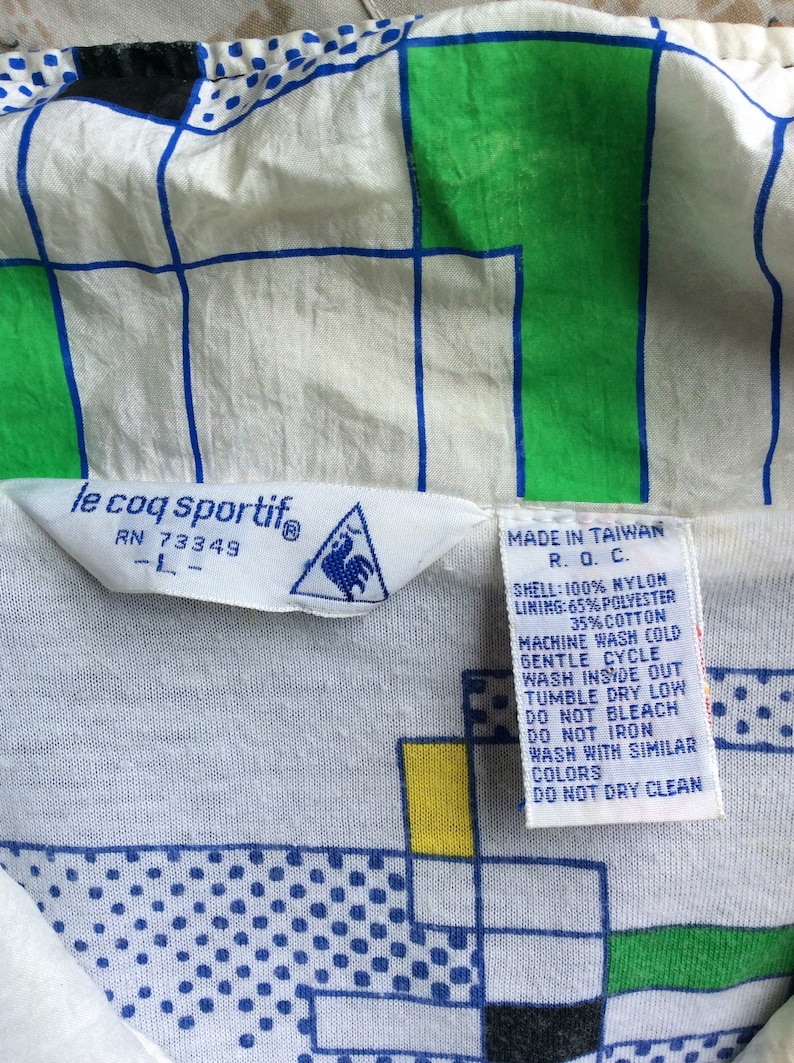 le coq sportif®
RN 73349
- L -
MADE IN TAIWAN
R. O. C.
SHELL: 100% NYLON
LINING: 65% POLYESTER
35% COTTON
MACHINE WASH COLD
GENTLE CYCLE
WASH INSIDE OUT
TUMBLE DRY LOW
DO NOT BLEACH
DO NOT IRON
WASH WITH SIMILAR
COLORS
DO NOT DRY CLEAN